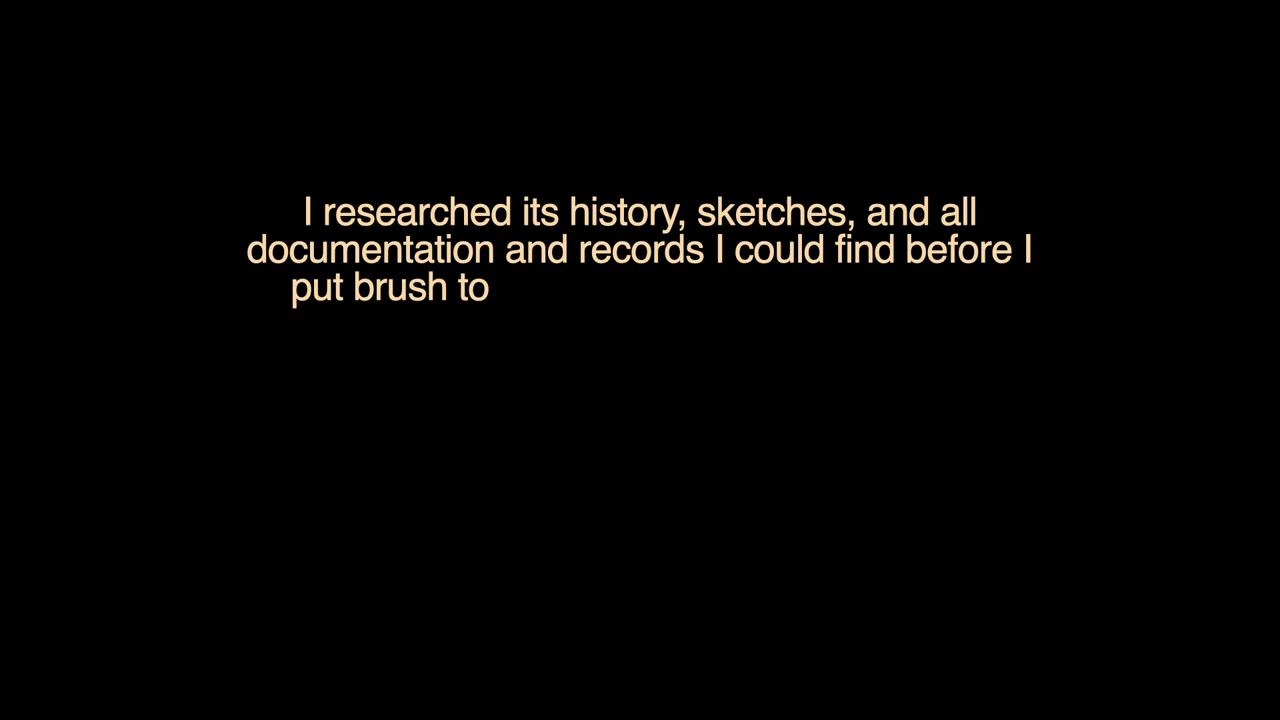 I researched its history, sketches, and all
documentation and records I could find before I
put brush to